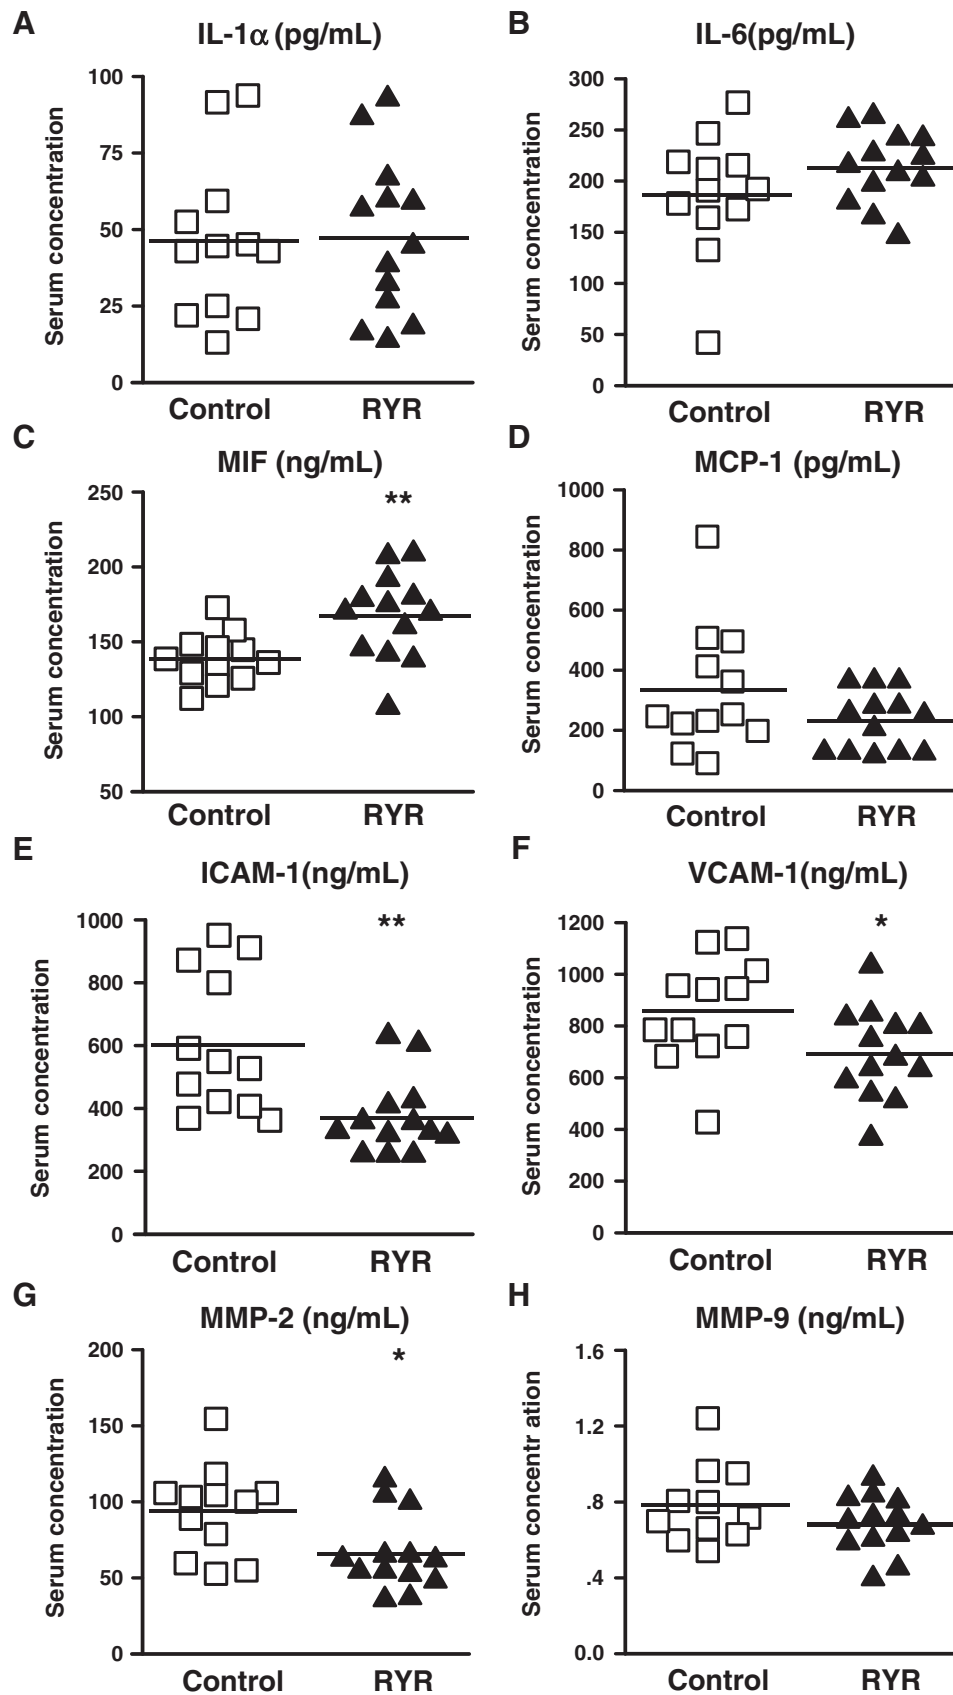 A
IL-1α (pg/mL)
Serum concentration
100
75
50
25
0
Control
RYR
B
IL-6(pg/mL)
Serum concentration
300
250
200
150
100
50
0
Control
RYR
C
MIF (ng/mL)
**
Serum concentration
250
200
150
100
50
Control
RYR
D
MCP-1 (pg/mL)
Serum concentration
1000
800
600
400
200
0
Control
RYR
E
ICAM-1(ng/mL)
**
Serum concentration
1000
800
600
400
200
0
Control
RYR
F
VCAM-1(ng/mL)
*
Serum concentration
1200
1000
800
600
400
200
0
Control
RYR
G
MMP-2 (ng/mL)
*
Serum concentration
200
150
100
50
0
Control
RYR
H
MMP-9 (ng/mL)
Serum concentr ation
1.6
1.2
.8
.4
0.0
Control
RYR